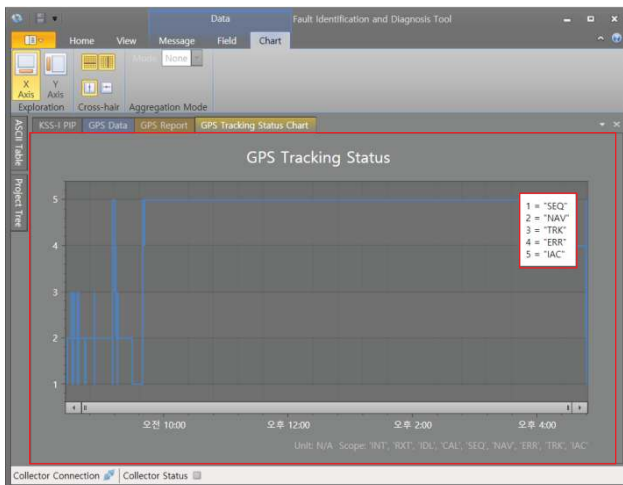 Data
Fault Identification and Diagnosis Tool
Home View Message Field Chart
X Axis
Y Axis
Mode None
Exploration Cross-hair Aggregation Mode
ASCII Table
Project Tree
KSS-I PIP GPS Data GPS Report GPS Tracking Status Chart
GPS Tracking Status
5
4
3
2
1
1 = "SEQ"
2 = "NAV"
3 = "TRK"
4 = "ERR"
5 = "IAC"
오전 10:00 오후 12:00 오후 2:00 오후 4:00
Unit: N/A Scope: 'INT', 'RXT', 'IDL', 'CAL', 'SEQ', 'NAV', 'ERR', 'TRK', 'IAC'
Collector Connection Collector Status